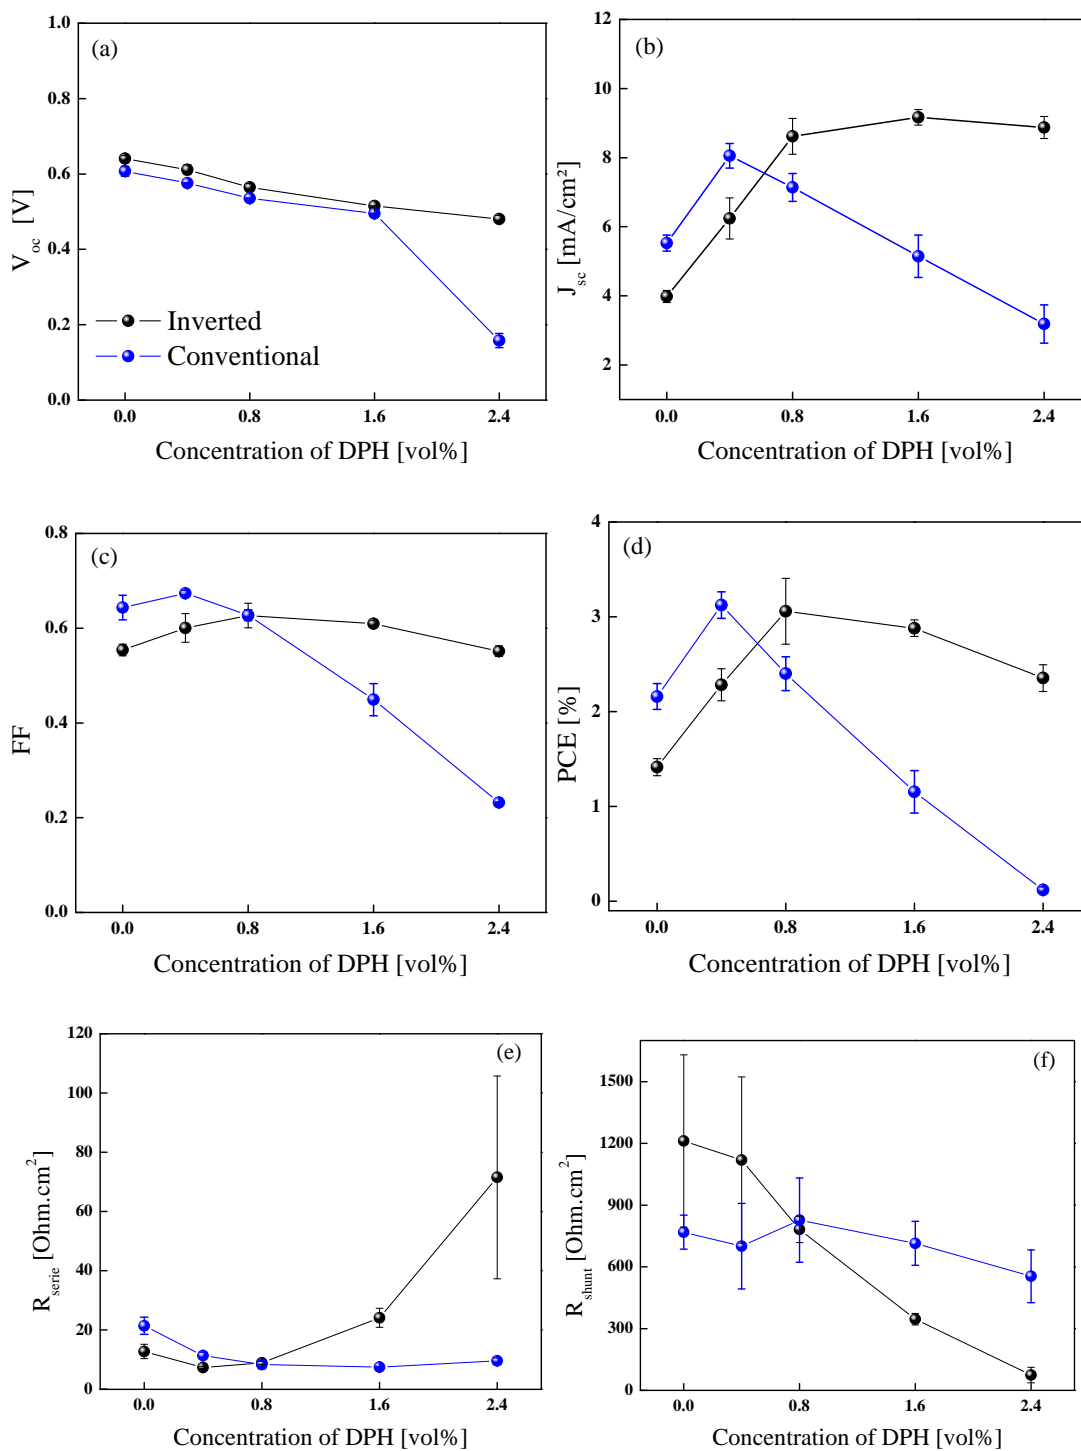 (a)
1.0
0.8
0.6
0.4
0.2
0.0
V_oc [V]
Inverted
Conventional
0.0 0.8 1.6 2.4
Concentration of DPH [vol%]
(b)
12
10
8
6
4
2
J_sc [mA/cm²]
0.0 0.8 1.6 2.4
Concentration of DPH [vol%]
(c)
0.8
0.6
0.4
0.2
0.0
FF
0.0 0.8 1.6 2.4
Concentration of DPH [vol%]
(d)
4
3
2
1
0
PCE [%]
0.0 0.8 1.6 2.4
Concentration of DPH [vol%]
(e)
120
100
80
60
40
20
0
R_serie [Ohm.cm²]
0.0 0.8 1.6 2.4
Concentration of DPH [vol%]
(f)
1500
1200
900
600
300
0
R_shunt [Ohm.cm²]
0.0 0.8 1.6 2.4
Concentration of DPH [vol%]